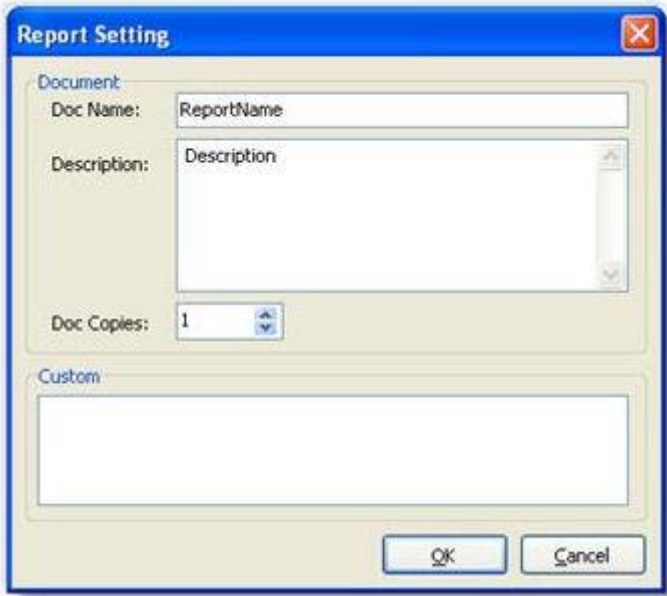 Report Setting
Document
Doc Name: ReportName
Description: Description
Doc Copies: 1
Custom
OK Cancel